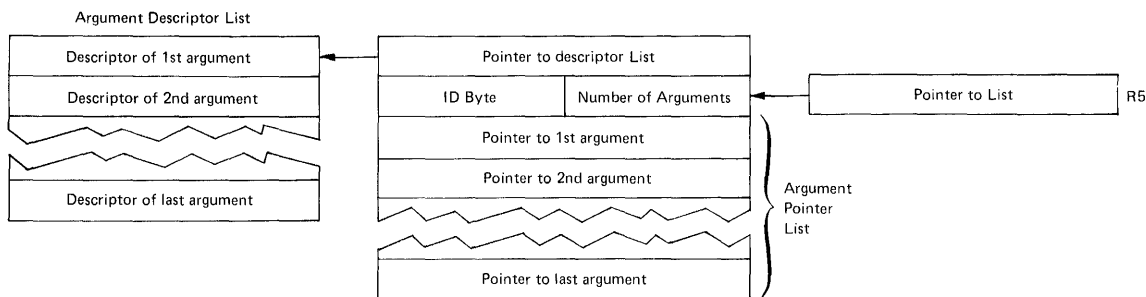 Argument Descriptor List
Descriptor of 1st argument
Descriptor of 2nd argument
Descriptor of last argument
Pointer to descriptor List
ID Byte
Number of Arguments
Pointer to 1st argument
Pointer to 2nd argument
Pointer to last argument
Pointer to List
R5
Argument
Pointer
List